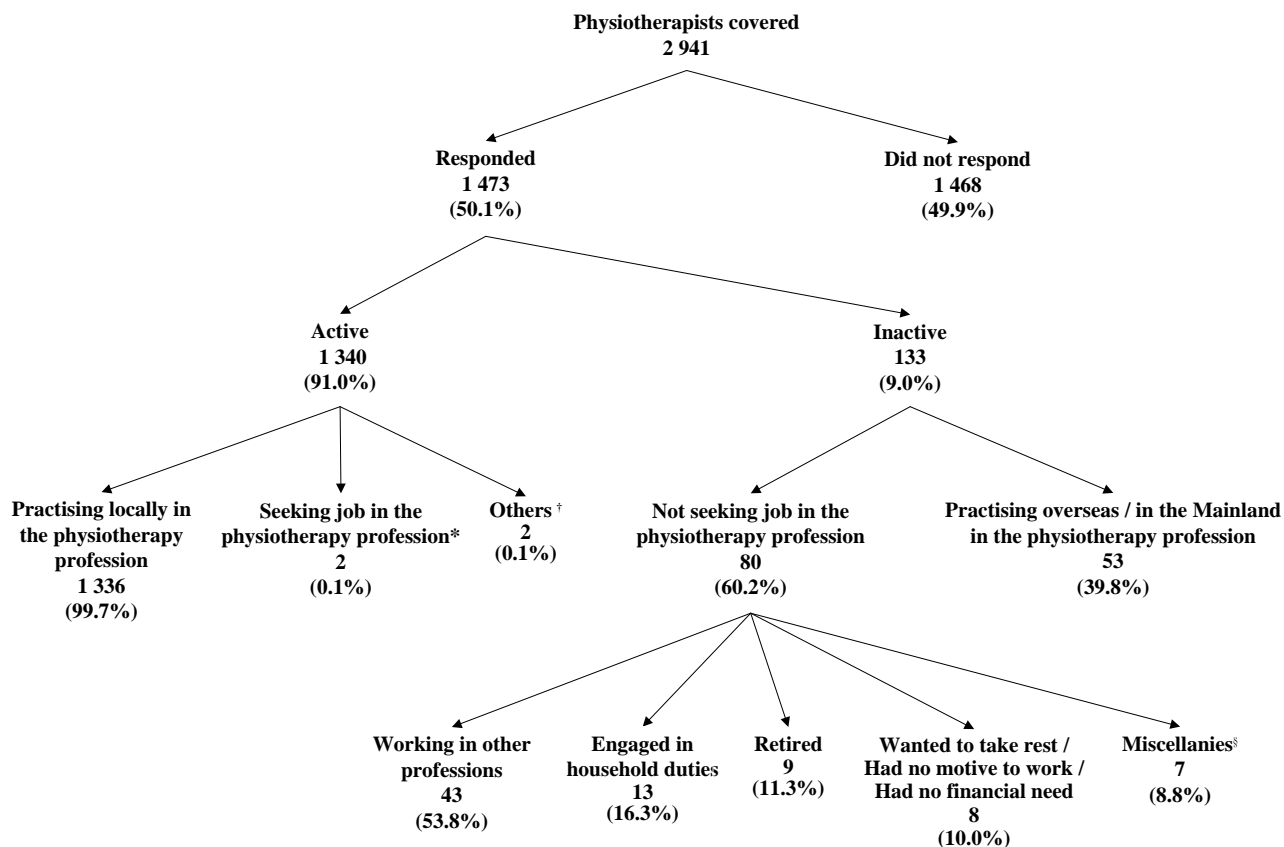 Physiotherapists covered
2 941
Responded
1 473
(50.1%)
Did not respond
1 468
(49.9%)
Active
1 340
(91.0%)
Inactive
133
(9.0%)
Practising locally in
the physiotherapy
profession
1 336
(99.7%)
Seeking job in the
physiotherapy profession*
2
(0.1%)
Others †
2
(0.1%)
Not seeking job in the
physiotherapy profession
80
(60.2%)
Practising overseas / in the Mainland
in the physiotherapy profession
53
(39.8%)
Working in other
professions
43
(53.8%)
Engaged in
household duties
13
(16.3%)
Retired
9
(11.3%)
Wanted to take rest /
Had no motive to work /
Had no financial need
8
(10.0%)
Miscellanies§
7
(8.8%)